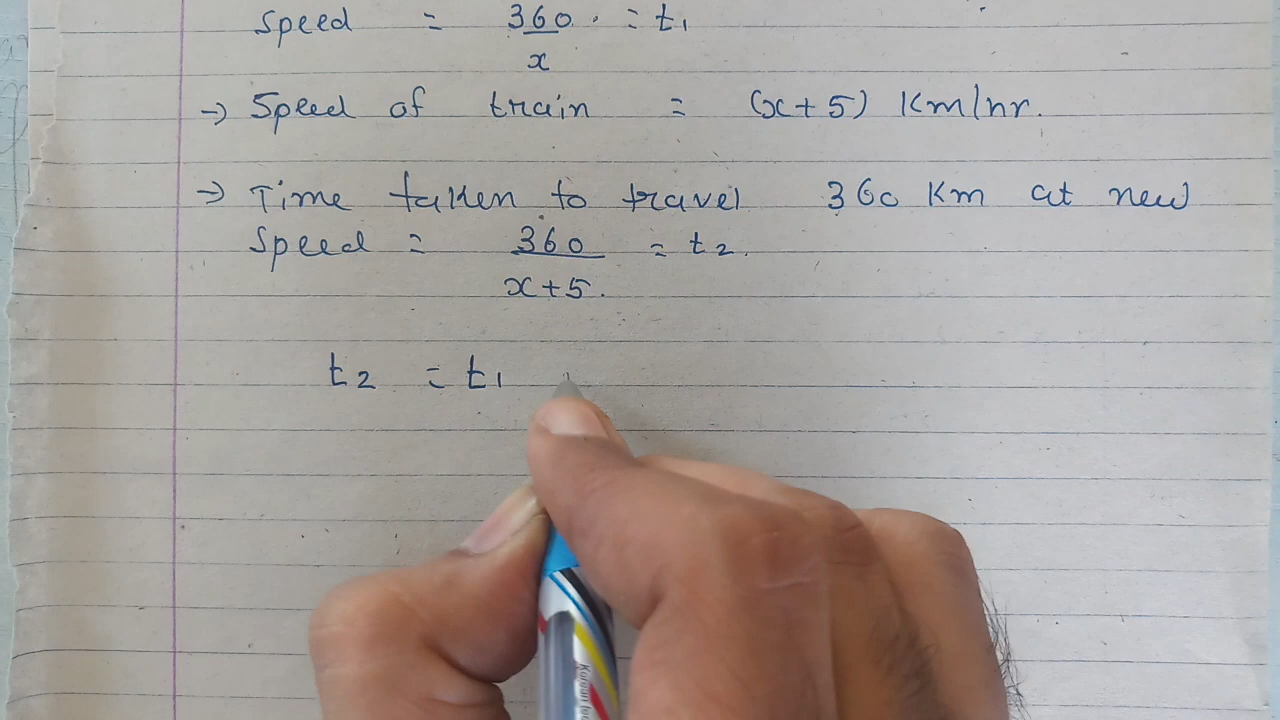 Speed = 360/x = t1
→ Speed of train = (x+5) Km/hr.
→ Time taken to travel 360 Km at new
Speed = 360/x+5. = t2.
t2 = t1